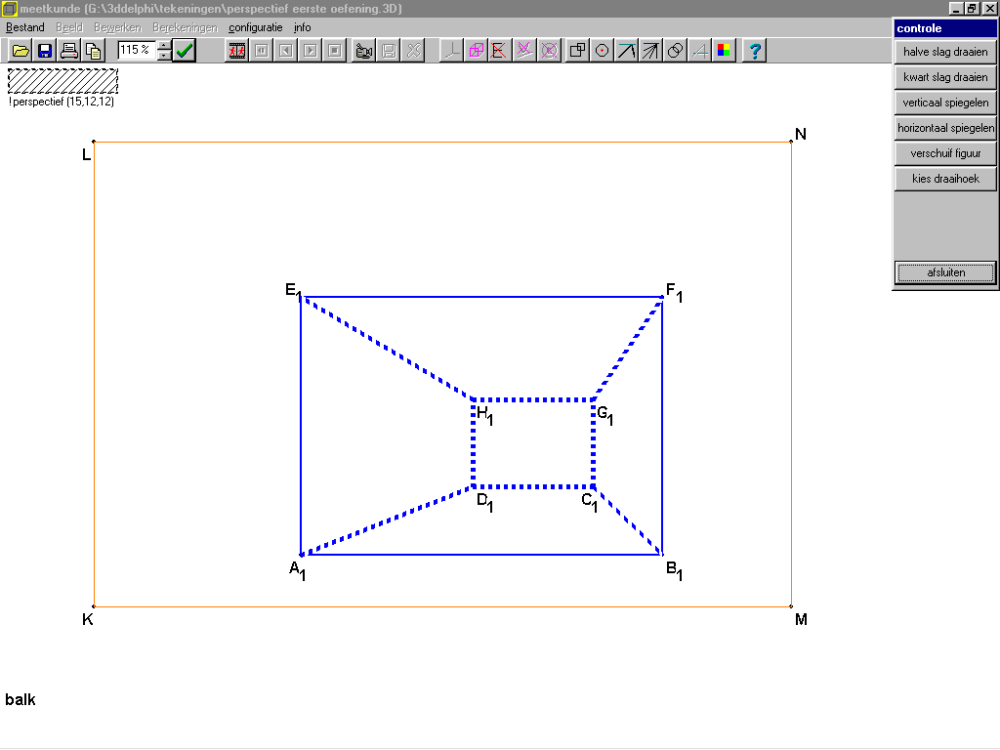 meetkunde (G:\3ddelphi\tekeningen\perspectief eerste oefening.3D)
Bestand Beeld Bewerken Berekeningen configuratie info
115 %
?
!perspectief (15,12,12)
controle
halve slag draaien
kwart slag draaien
verticaal spiegelen
horizontaal spiegelen
verschuif figuur
kies draaihoek
afsluiten
L N
E1 F1
H1 G1
D1 C1
A1 B1
K M
balk